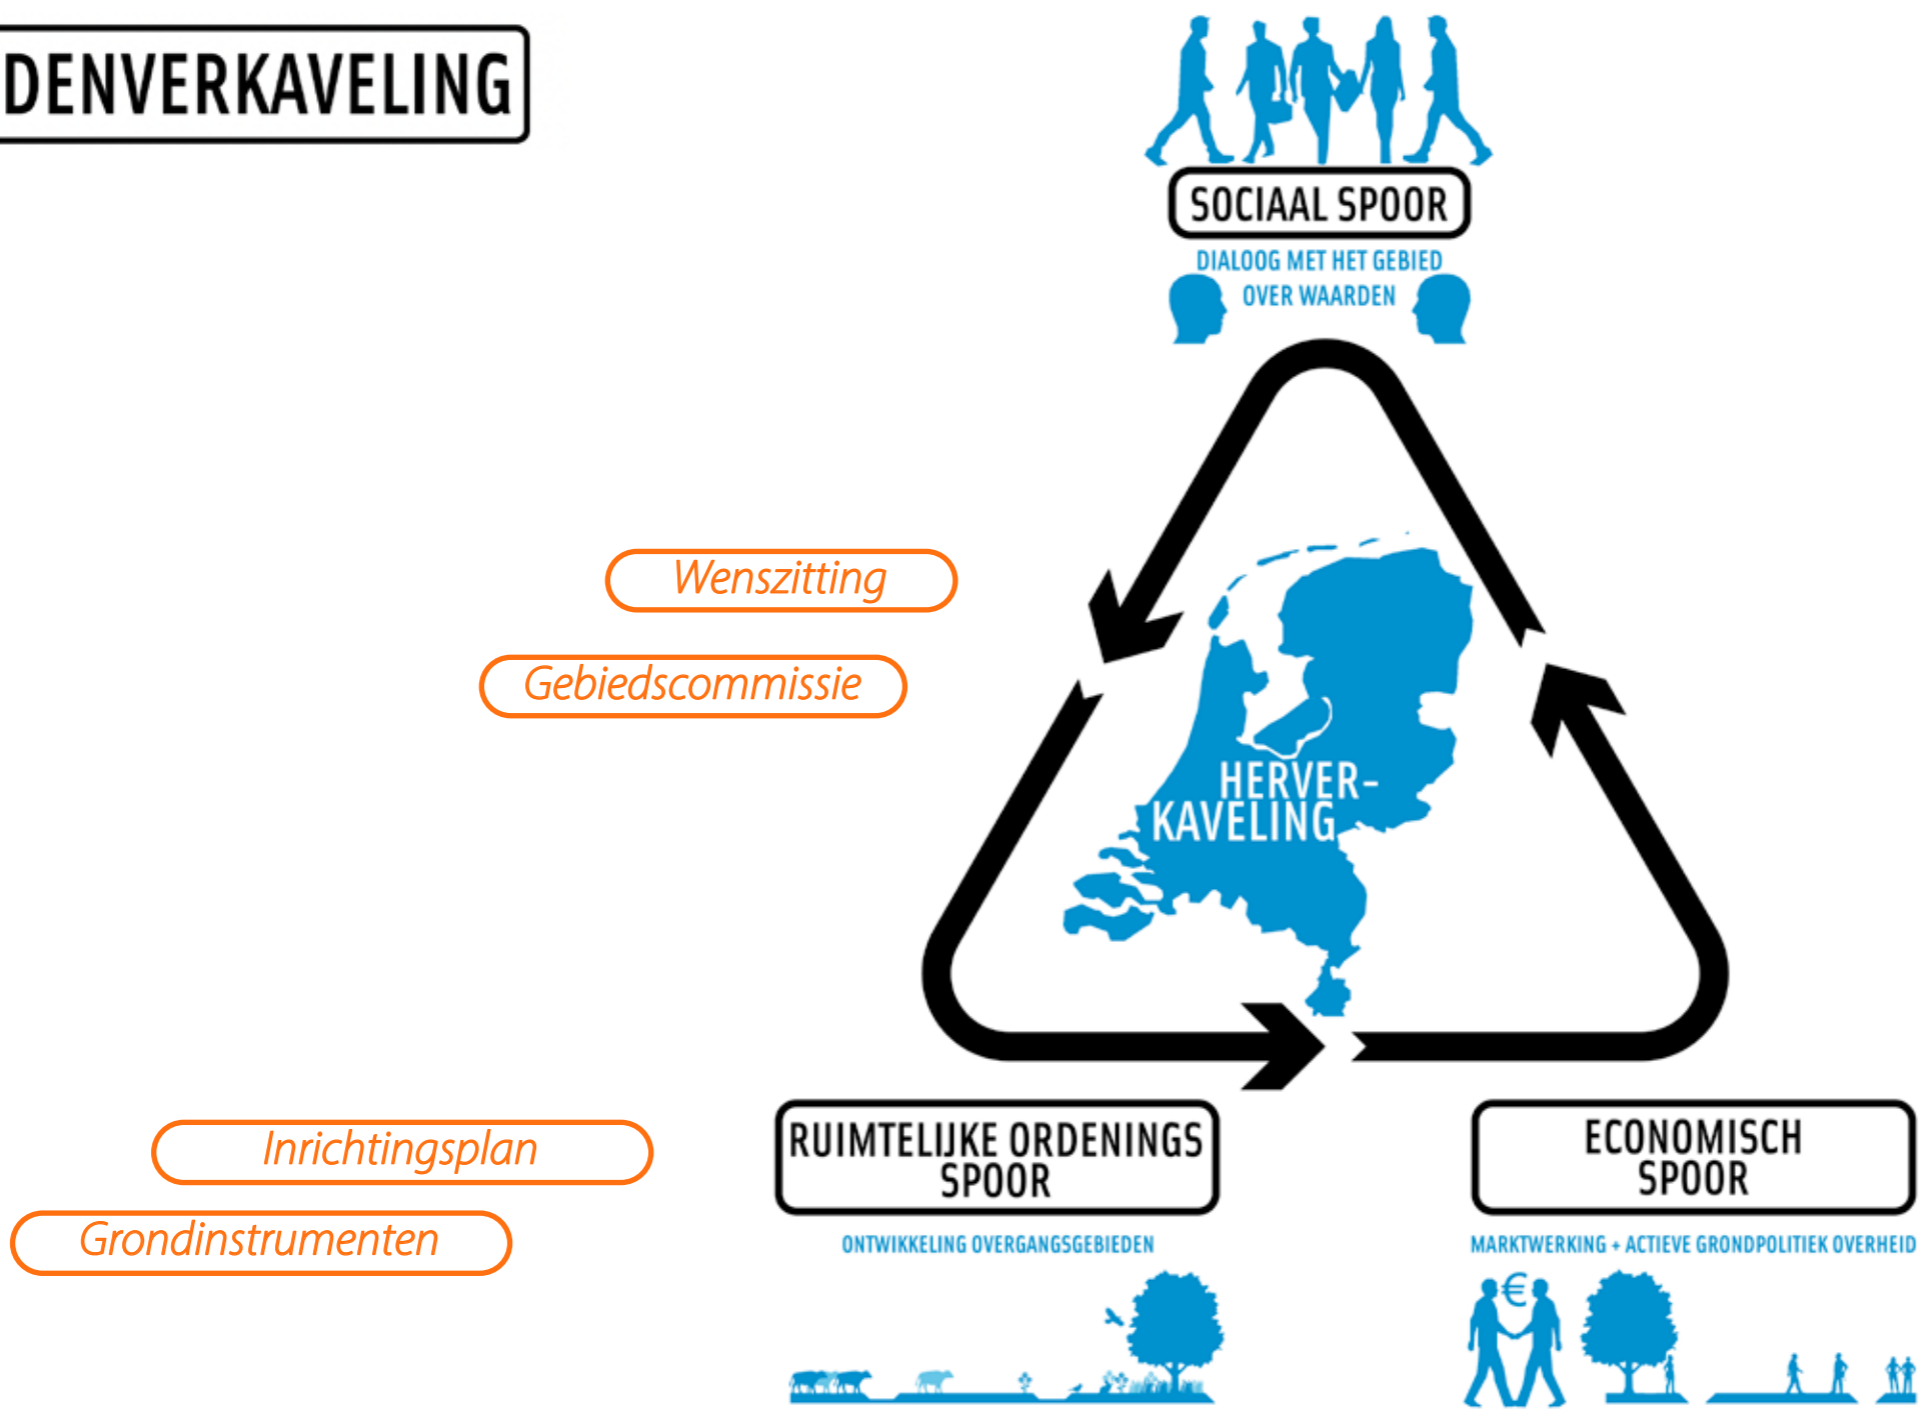 DENVERKAVELING
SOCIAAL SPOOR
DIALOOG MET HET GEBIED
OVER WAARDEN
Wenszitting
Gebiedscommissie
HERVER-
KAVELING
Inrichtingsplan
Grondinstrumenten
RUIMTELIJKE ORDENINGS
SPOOR
ONTWIKKELING OVERGANGSGEBIEDEN
ECONOMISCH
SPOOR
MARKTWERKING + ACTIEVE GRONDPOLITIEK OVERHEID
€